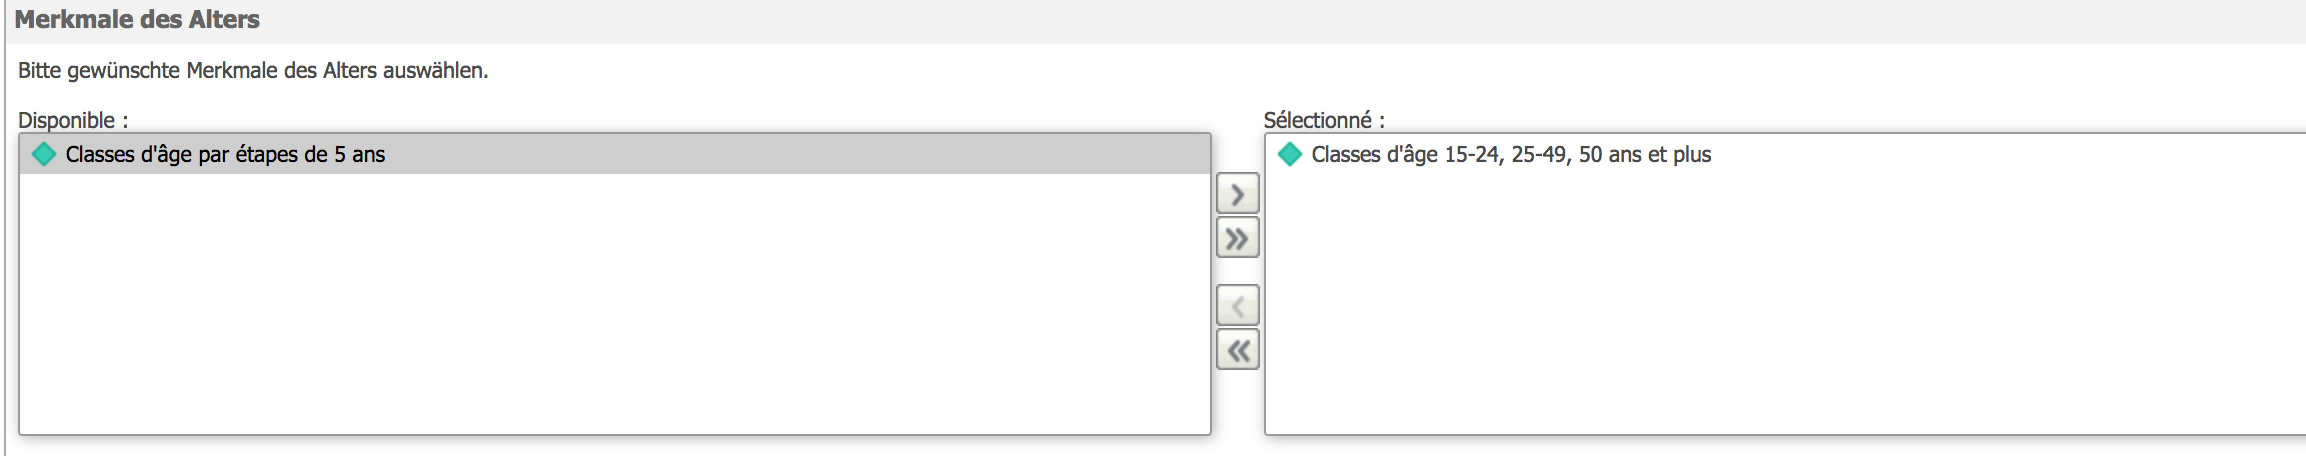 Merkmale des Alters
Bitte gewünschte Merkmale des Alters auswählen.
Disponible :
Classes d'âge par étapes de 5 ans
Sélectionné :
Classes d'âge 15-24, 25-49, 50 ans et plus